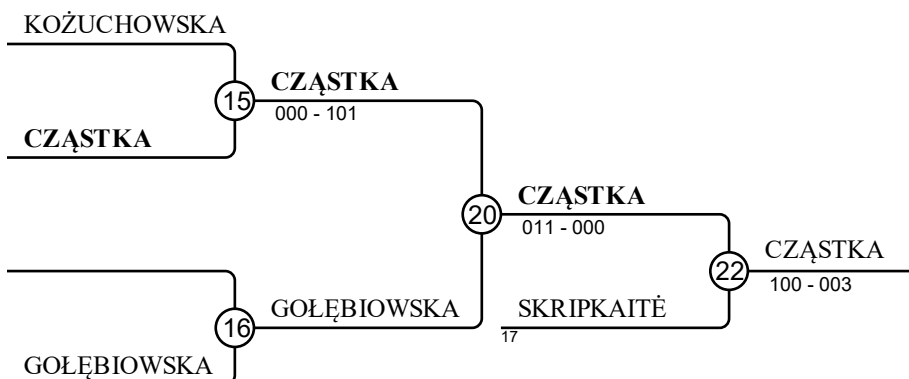 KOŻUCHOWSKA
15
CZĄSTKA
000 - 101
CZĄSTKA
20
CZĄSTKA
011 - 000
22
CZĄSTKA
100 - 003
16
GOŁĘBIOWSKA
SKRIPKAITĖ
17
GOŁĘBIOWSKA